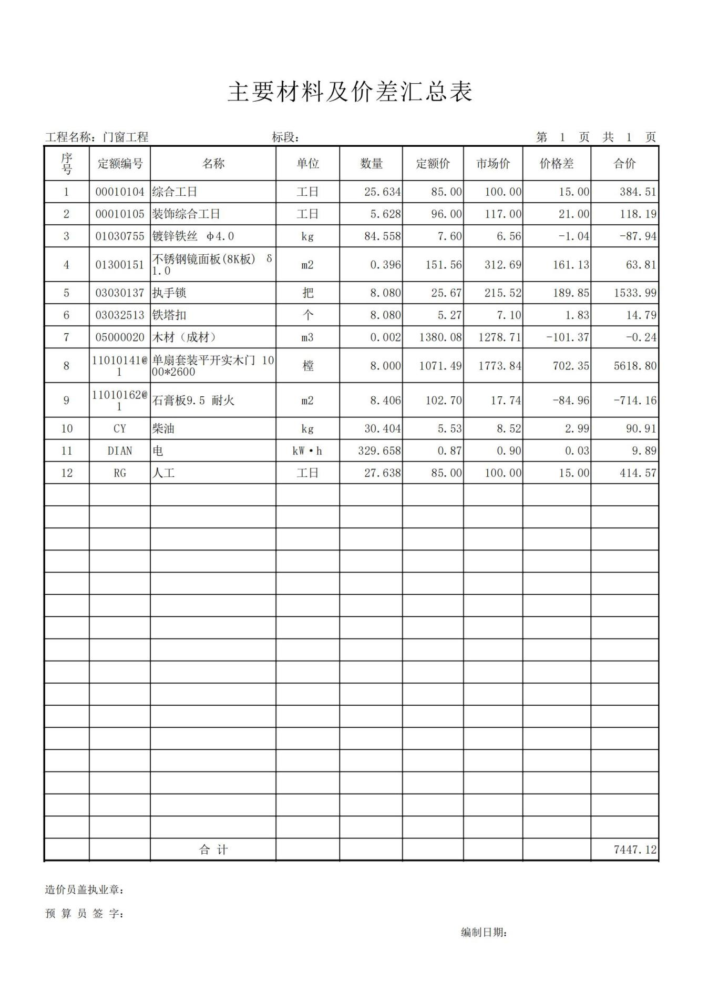 主要材料及价差汇总表
工程名称：门窗工程 标段： 第 1 页 共 1 页
序号 定额编号 名称 单位 数量 定额价 市场价 价格差 合价
1 00010104 综合工日 工日 25.634 85.00 100.00 15.00 384.51
2 00010105 装饰综合工日 工日 5.628 96.00 117.00 21.00 118.19
3 01030755 镀锌铁丝 φ4.0 kg 84.558 7.60 6.56 -1.04 -87.94
4 01300151 不锈钢镜面板(8K板) δ1.0 m2 0.396 151.56 312.69 161.13 63.81
5 03030137 执手锁 把 8.080 25.67 215.52 189.85 1533.99
6 03032513 铁塔扣 个 8.080 5.27 7.10 1.83 14.79
7 05000020 木材（成材） m3 0.002 1380.08 1278.71 -101.37 -0.24
8 11010141@1 单扇套装平开实木门 1000*2600 樘 8.000 1071.49 1773.84 702.35 5618.80
9 11010162@1 石膏板9.5 耐火 m2 8.406 102.70 17.74 -84.96 -714.16
10 CY 柴油 kg 30.404 5.53 8.52 2.99 90.91
11 DIAN 电 kW·h 329.658 0.87 0.90 0.03 9.89
12 RG 人工 工日 27.638 85.00 100.00 15.00 414.57
合 计 7447.12
造价员盖执业章：
预 算 员 签 字：
编制日期：